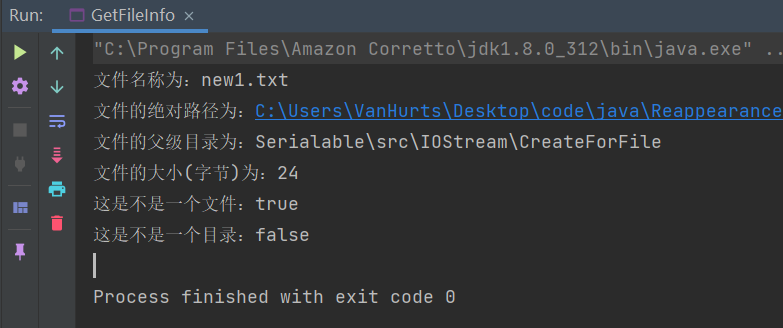 Run: GetFileInfo
"C:\Program Files\Amazon Corretto\jdk1.8.0_312\bin\java.exe" ..
文件名称为：new1.txt
文件的绝对路径为：C:\Users\VanHurts\Desktop\code\java\Reappearance
文件的父级目录为：Serialable\src\IOStream\CreateForFile
文件的大小(字节)为：24
这是不是一个文件：true
这是不是一个目录：false
Process finished with exit code 0